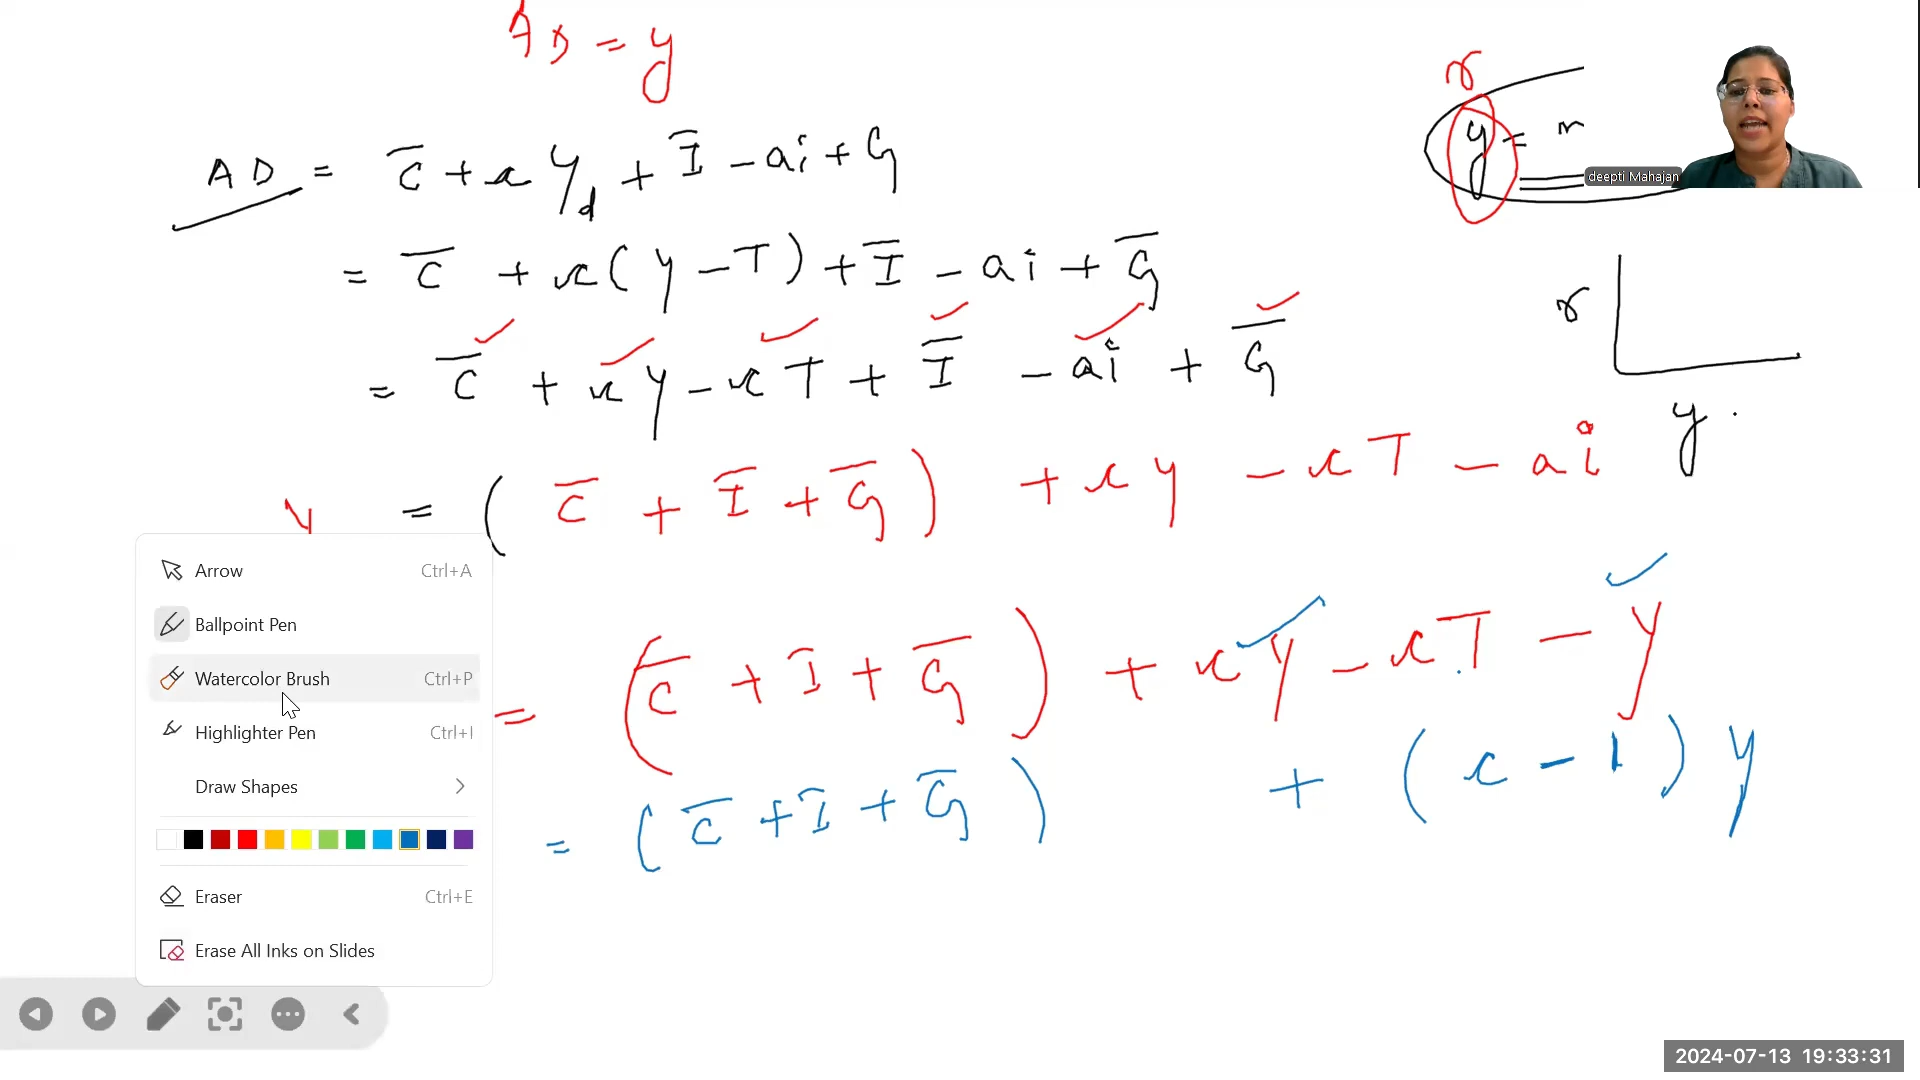 AD = y
r
y = m
deepti Mahajan
AD = C̅ + c Yd + I̅ - ai + G
= C̅ + c(y - T) + I̅ - ai + G̅
r
= C̅ + cy - cT + I̅ - ai + G̅
y
y = (C̅ + I̅ + G̅) + cy - cT - ai
= (C̅ + I̅ + G̅) + cy - cT - y
= (C̅ + I̅ + G̅) + (c - 1) y
Arrow Ctrl+A
Ballpoint Pen
Watercolor Brush Ctrl+P
Highlighter Pen Ctrl+I
Draw Shapes
Eraser Ctrl+E
Erase All Inks on Slides
2024-07-13 19:33:31